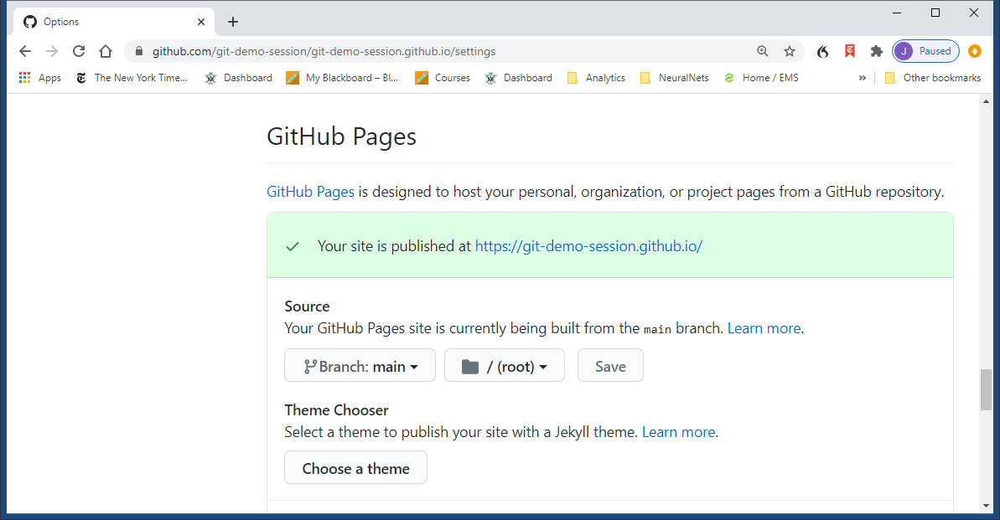 Options
github.com/git-demo-session/git-demo-session.github.io/settings
J Paused
Apps The New York Time... Dashboard My Blackboard – Bl... Courses Dashboard Analytics NeuralNets Home / EMS » Other bookmarks
GitHub Pages
GitHub Pages is designed to host your personal, organization, or project pages from a GitHub repository.
Your site is published at https://git-demo-session.github.io/
Source
Your GitHub Pages site is currently being built from the main branch. Learn more.
Branch: main / (root) Save
Theme Chooser
Select a theme to publish your site with a Jekyll theme. Learn more.
Choose a theme